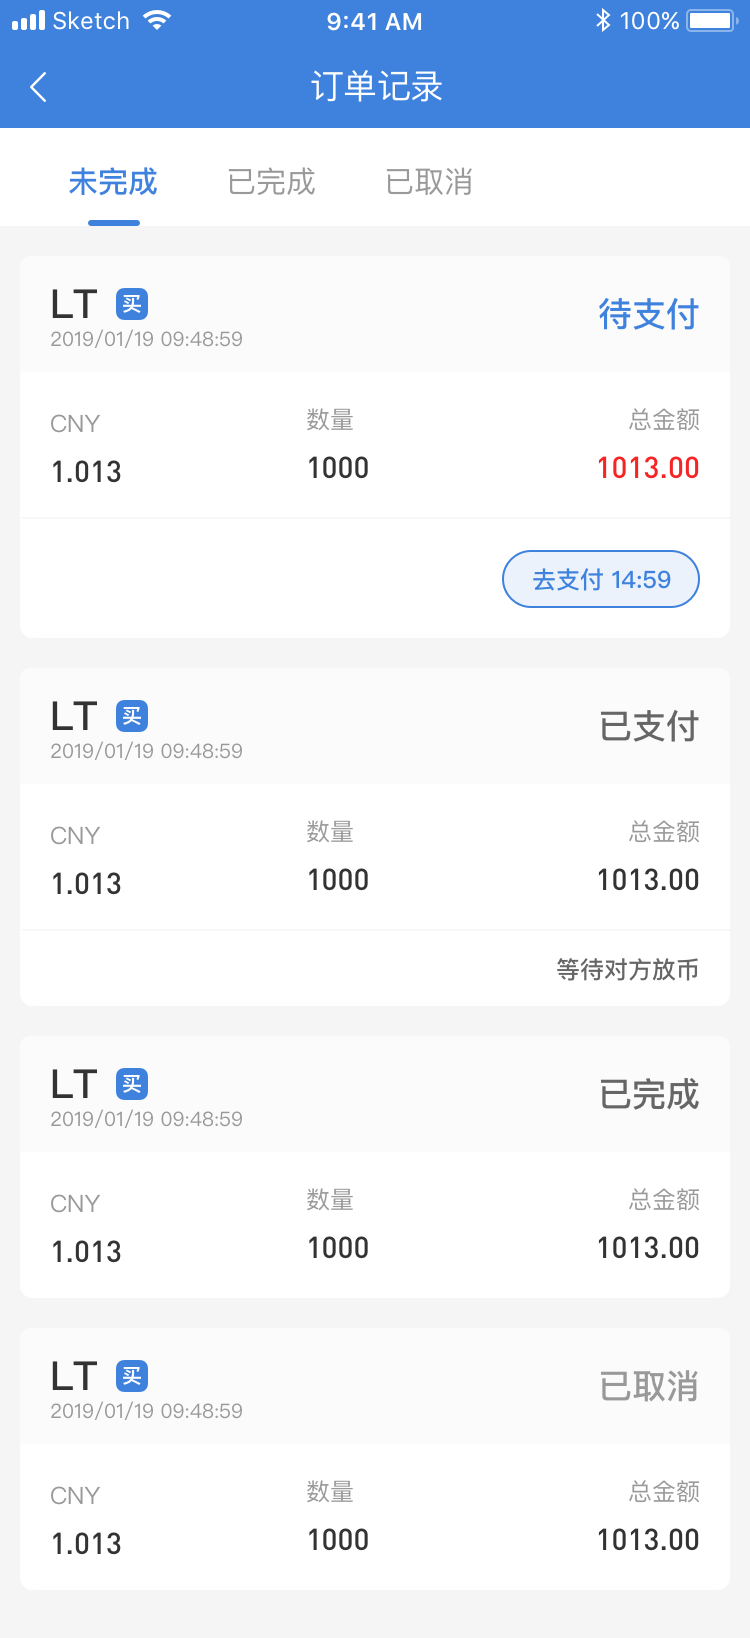 Sketch 9:41 AM 100%
订单记录
未完成 已完成 已取消
LT 买 待支付
2019/01/19 09:48:59
CNY 数量 总金额
1.013 1000 1013.00
去支付 14:59
LT 买 已支付
2019/01/19 09:48:59
CNY 数量 总金额
1.013 1000 1013.00
等待对方放币
LT 买 已完成
2019/01/19 09:48:59
CNY 数量 总金额
1.013 1000 1013.00
LT 买 已取消
2019/01/19 09:48:59
CNY 数量 总金额
1.013 1000 1013.00